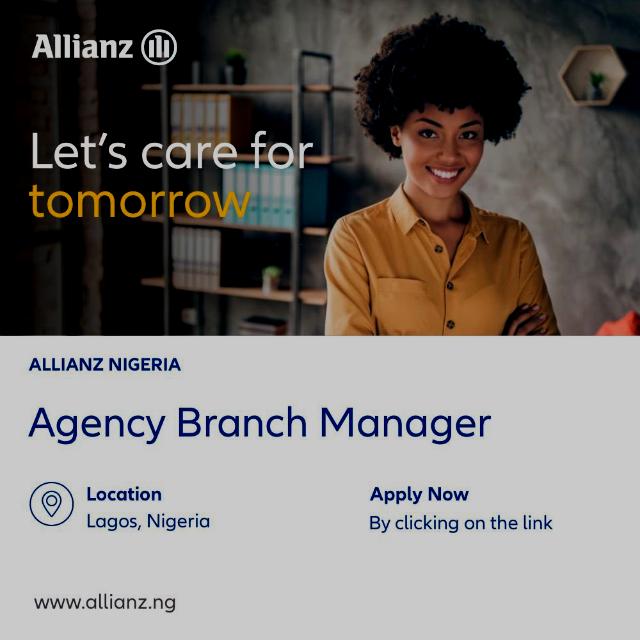 Allianz
Let's care for
tomorrow
ALLIANZ NIGERIA
Agency Branch Manager
Location
Lagos, Nigeria
Apply Now
By clicking on the link
www.allianz.ng